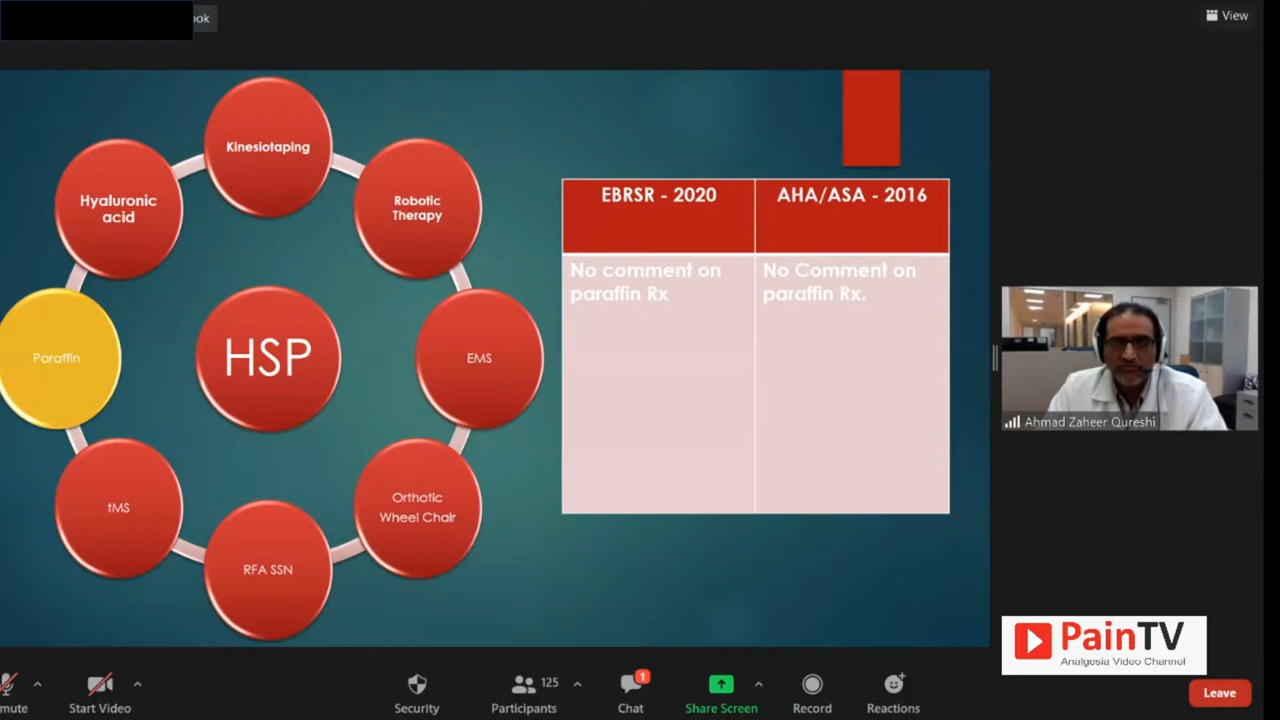 ook
View
Kinesiotaping
Hyaluronic
acid
Robotic
Therapy
Paraffin
HSP
EMS
tMS
Orthotic
Wheel Chair
RFA SSN
EBRSR - 2020
AHA/ASA - 2016
No comment on
paraffin Rx
No Comment on
paraffin Rx.
Ahmad Zaheer Qureshi
PainTV
Analgesia Video Channel
mute
Start Video
Security
125
Participants
1
Chat
Share Screen
Record
Reactions
Leave